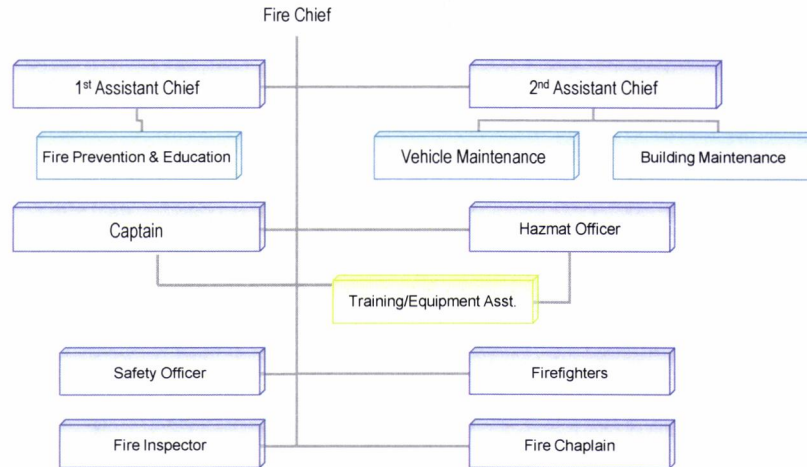 Fire Chief
1st Assistant Chief
2nd Assistant Chief
Fire Prevention & Education
Vehicle Maintenance
Building Maintenance
Captain
Hazmat Officer
Training/Equipment Asst.
Safety Officer
Firefighters
Fire Inspector
Fire Chaplain